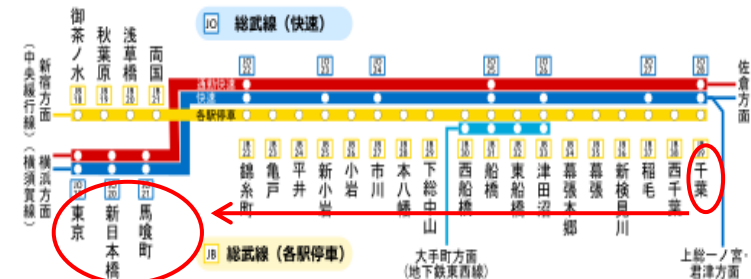 JO 総武線（快速）
御茶ノ水
秋葉原
浅草橋
両国
新宿方面
（中央緩行線）
横浜方面
（横須賀線）
佐倉方面
通勤快速
快速
各駅停車
東京
新日本橋
馬喰町
錦糸町
亀戸
平井
新小岩
小岩
市川
本八幡
下総中山
西船橋
船橋
東船橋
津田沼
幕張本郷
幕張
新検見川
稲毛
西千葉
千葉
JB 総武線（各駅停車）
大手町方面
（地下鉄東西線）
上総一ノ宮・
君津方面